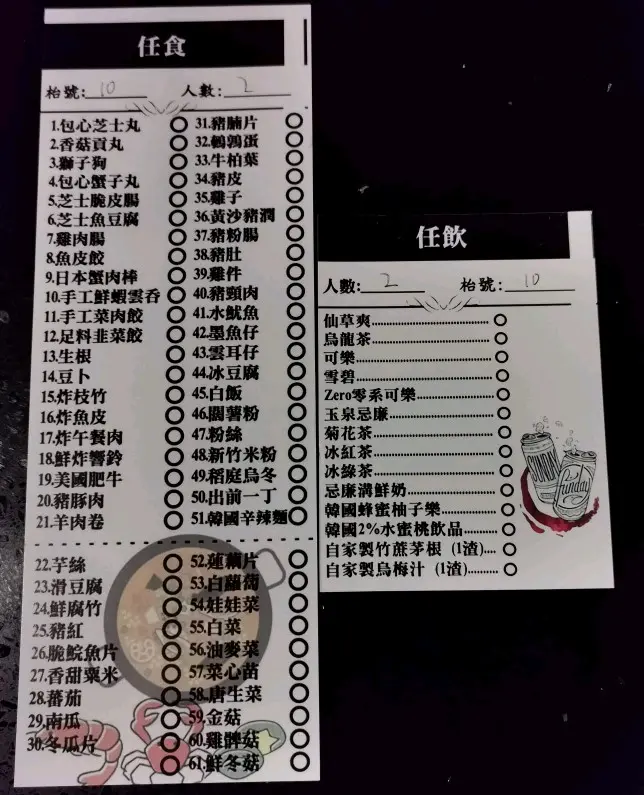 任食
枱號:10 人數:2
1.包心芝士丸
2.香菇貢丸
3.獅子狗
4.包心蟹子丸
5.芝士脆皮腸
6.芝士魚豆腐
7.雞肉腸
8.魚皮餃
9.日本蟹肉棒
10.手工鮮蝦雲呑
11.手工菜肉餃
12.足料韭菜餃
13.生根
14.豆卜
15.炸枝竹
16.炸魚皮
17.炸午餐肉
18.鮮炸響鈴
19.美國肥牛
20.豬豚肉
21.羊肉卷
22.芋絲
23.滑豆腐
24.鮮腐竹
25.豬紅
26.脆鯇魚片
27.香甜粟米
28.蕃茄
29.南瓜
30.冬瓜片
31.豬腩片
32.鵪鶉蛋
33.牛柏葉
34.豬皮
35.雞子
36.黃沙豬潤
37.豬粉腸
38.豬肚
39.雞件
40.豬頸肉
41.水魷魚
42.墨魚仔
43.雲耳仔
44.冰豆腐
45.白飯
46.闊薯粉
47.粉絲
48.新竹米粉
49.稻庭烏冬
50.出前一丁
51.韓國辛辣麵
52.蓮藕片
53.白蘿蔔
54.娃娃菜
55.白菜
56.油麥菜
57.菜心苗
58.唐生菜
59.金菇
60.雞髀菇
61.鮮冬菇
任飲
人數:2 枱號:10
仙草爽
烏龍茶
可樂
雪碧
Zero零系可樂
玉泉忌廉
菊花茶
冰紅茶
冰綠茶
忌廉溝鮮奶
韓國蜂蜜柚子樂
韓國2%水蜜桃飲品
自家製竹蔗茅根 (1渣)
自家製烏梅汁 (1渣)